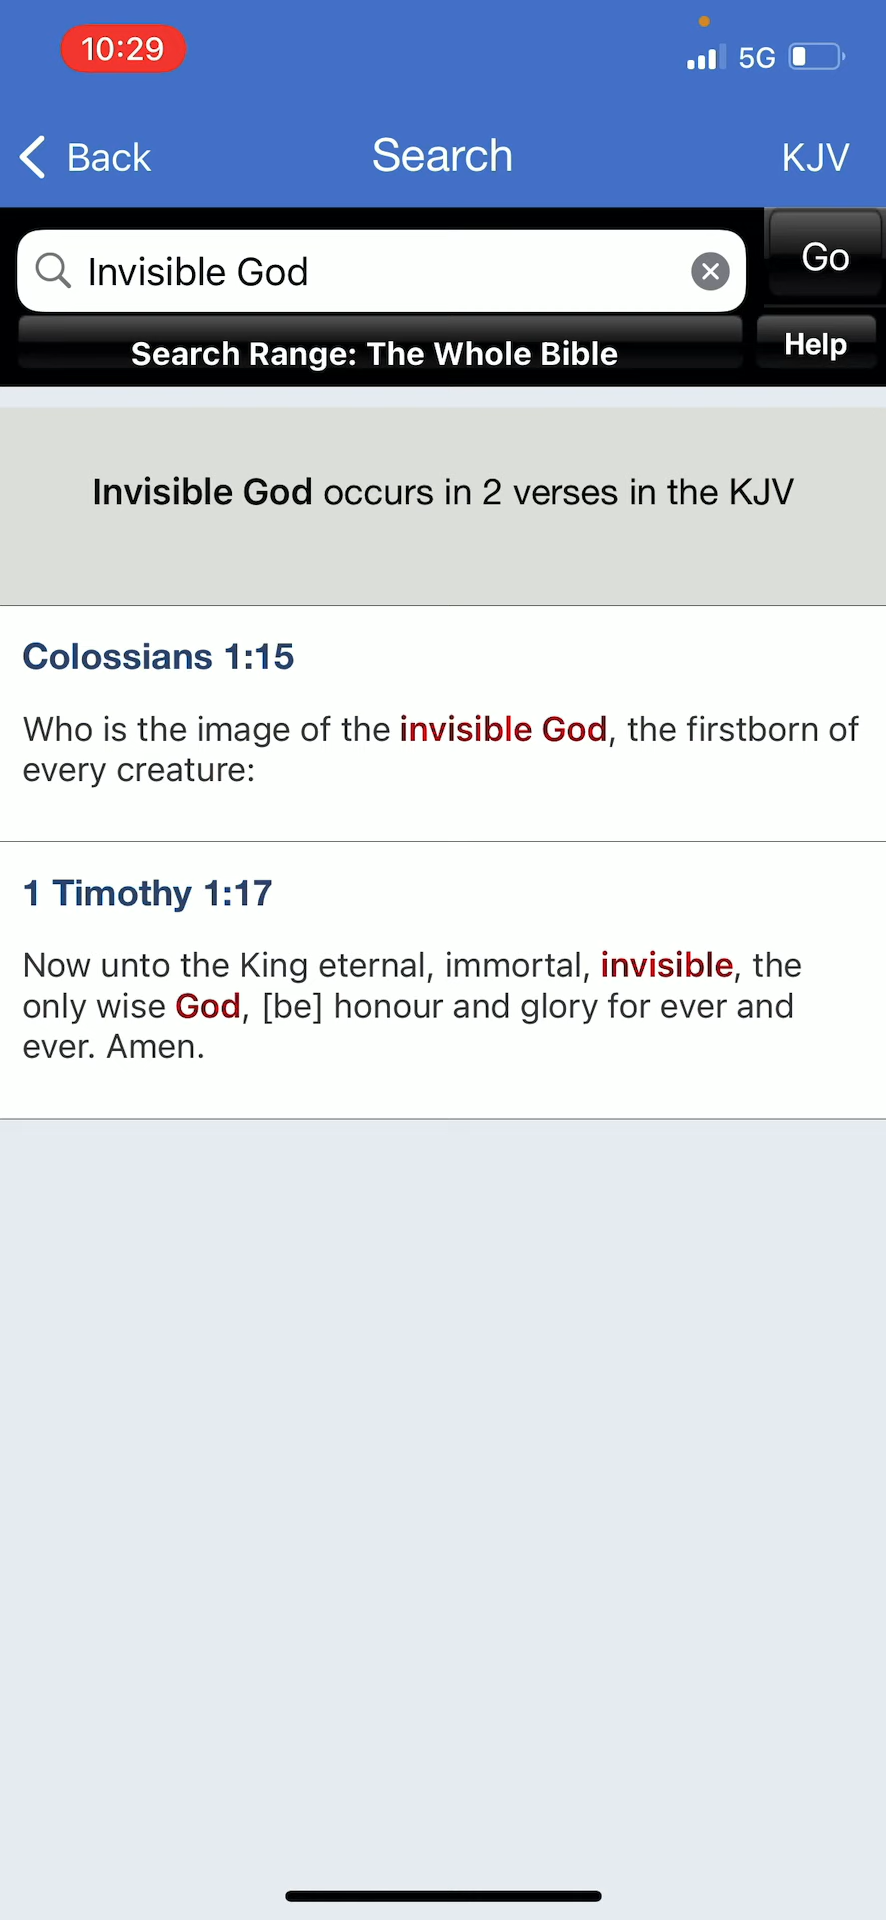 10:29
5G
Back
Search
KJV
Invisible God
Go
Search Range: The Whole Bible
Help
Invisible God occurs in 2 verses in the KJV
Colossians 1:15
Who is the image of the invisible God, the firstborn of
every creature:
1 Timothy 1:17
Now unto the King eternal, immortal, invisible, the
only wise God, [be] honour and glory for ever and
ever. Amen.